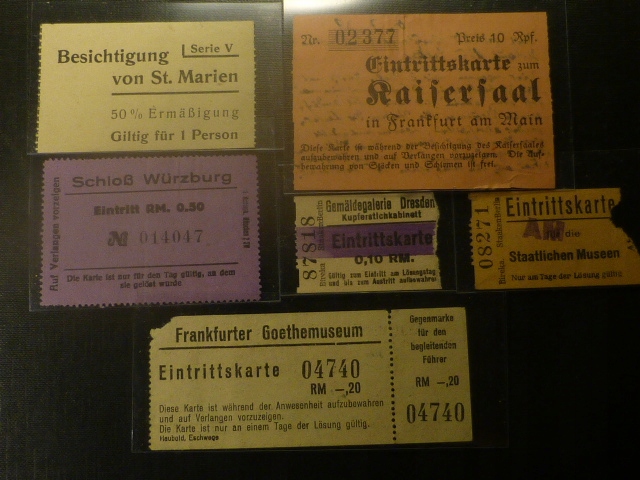 Besichtigung
Serie V
von St. Marien
50% Ermäßigung
Giltig für 1 Person
Nr. 02377 Preis 10 Rpf.
Eintrittskarte zum
Kaisersaal
in Frankfurt am Main
Diese Karte ist während der Besichtigung des Kaisersaales
aufzubewahren und auf Verlangen vorzuzeigen. Die Auf-
bewahrung von Stöcken und Schirmen ist frei.
Auf Verlangen vorzeigen
Schloß Würzburg
Eintritt RM. 0.50
№ 014047
Die Karte ist nur für den Tag gültig, an dem
sie gelöst wurde
87818
Gemäldegalerie Dresden
Kupferstichkabinett
Eintrittskarte
0,10 RM.
Gültig zum Eintritt am Lösungstag
und bis zum Austritt aufbewahren
08271
Eintrittskarte
für die
Staatlichen Museen
Nur am Tage der Lösung gültig
Frankfurter Goethemuseum
Eintrittskarte 04740
RM –,20
Diese Karte ist während der Anwesenheit aufzubewahren
und auf Verlangen vorzuzeigen.
Die Karte ist nur an einem Tage der Lösung gültig.
Heubuld, Eschwege
Gegenmarke
für den
begleitenden
Führer
RM –,20
04740